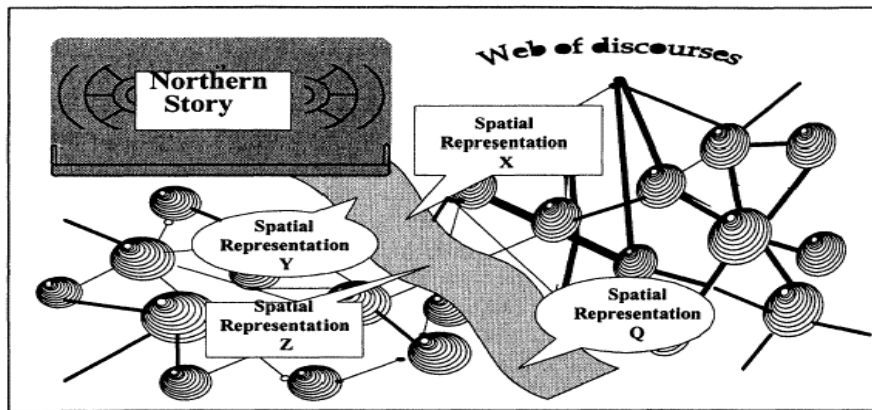 Web of discourses
Northern
Story
Spatial
Representation
X
Spatial
Representation
Y
Spatial
Representation
Z
Spatial
Representation
Q